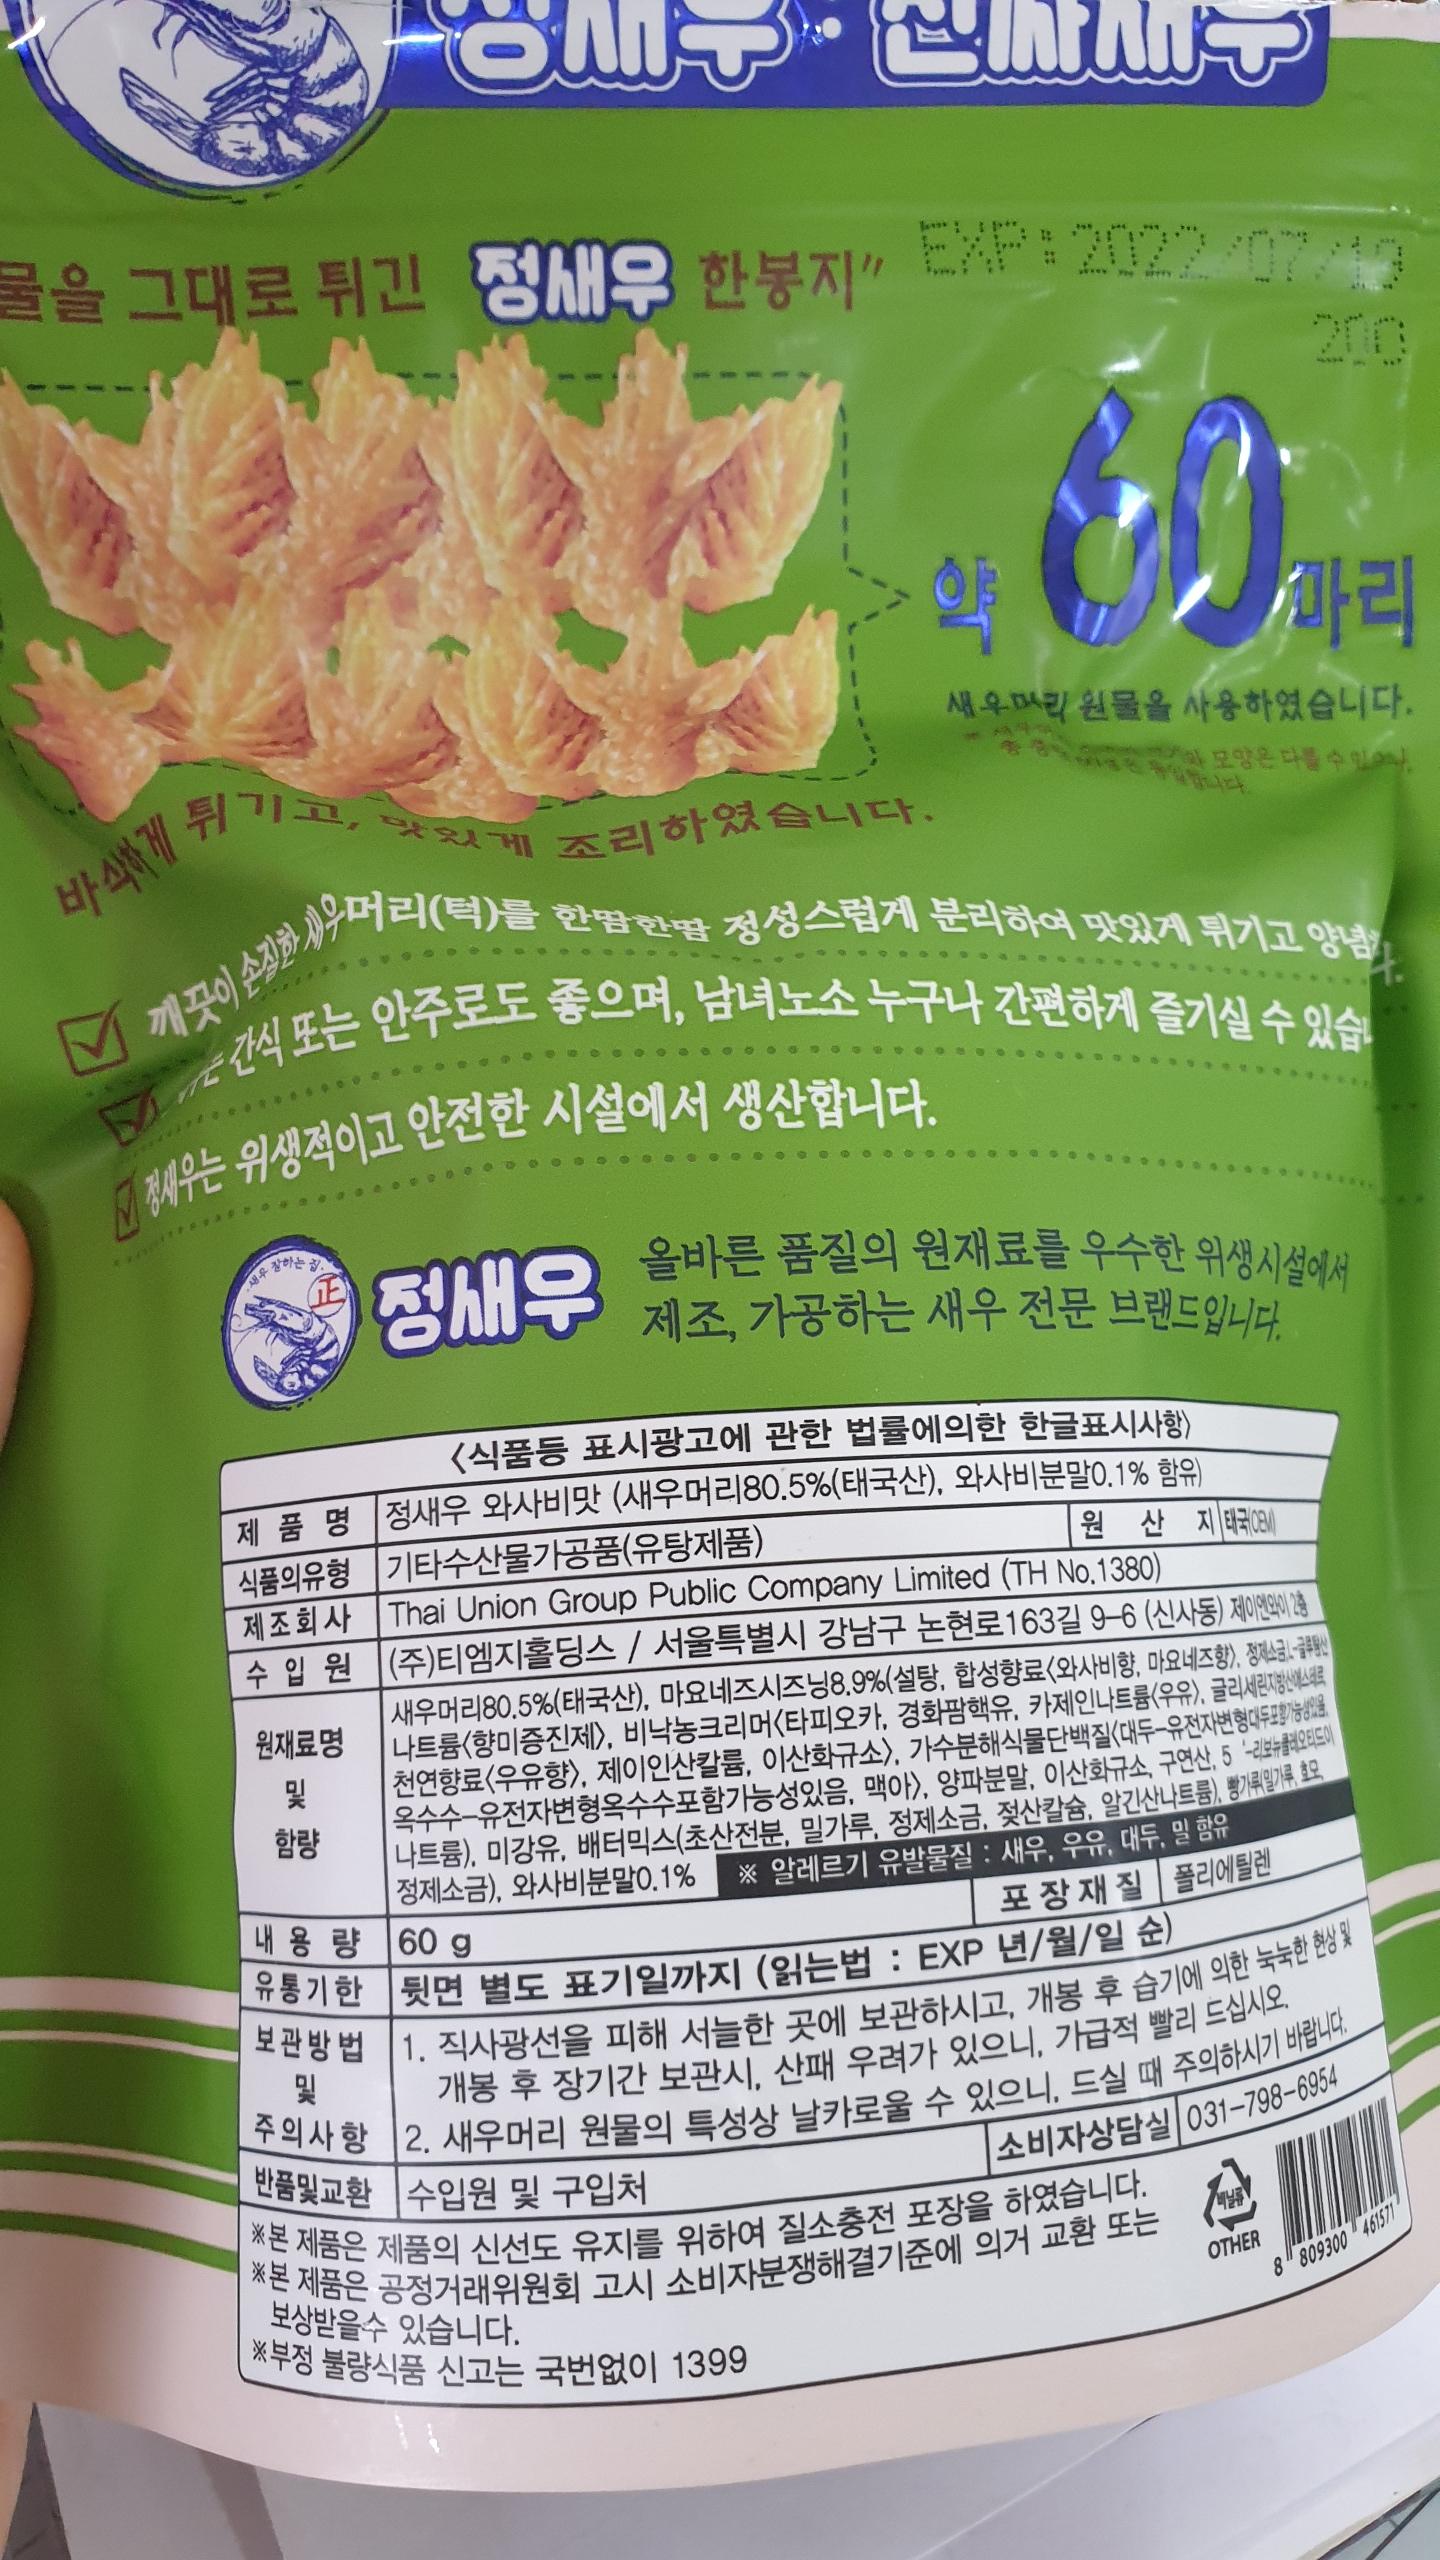 정새우·진짜새우
물을 그대로 튀긴 정새우 한봉지"
EXP:2022/07/19
200
약 60마리
새우머리 원물을 사용하였습니다.
모양은 다를 수
바삭하게 튀기고, 맛있게 조리하였습니다.
깨끗이 손질한 새우머리(턱)를 한땀한땀 정성스럽게 분리하여 맛있게 튀기고
간식 또는 안주로도 좋으며, 남녀노소 누구나 간편하게 즐기실 수
정새우는 위생적이고 안전한 시설에서 생산합니다.
새우 잘하는 집
正
정새우
올바른 품질의 원재료를 우수한 위생시설에서
제조, 가공하는 새우 전문 브랜드입니다.
<식품등 표시광고에 관한 법률에의한 한글표시사항>
제 품 명 정새우 와사비맛 (새우머리80.5%(태국산), 와사비분말0.1% 함유)
식품의유형 기타수산물가공품(유탕제품) 원 산 지 태국(OEM)
제조회사 Thai Union Group Public Company Limited (TH No.1380)
수 입 원 (주)티엠지홀딩스 / 서울특별시 강남구 논현로163길 9-6 (신사동) 제이앤와이 2층
원재료명 및 함량
새우머리80.5%(태국산), 마요네즈시즈닝8.9%(설탕, 합성향료<와사비향, 마요네즈향>, 정제소금, L-글루탐산
나트륨<향미증진제>, 비낙농크리머<타피오카, 경화팜핵유, 카제인나트륨(우유), 글리세린지방산에스테르,
천연향료<우유향>, 제이인산칼륨, 이산화규소>, 가수분해식물단백질<대두-유전자변형대두포함가능성있음,
옥수수-유전자변형옥수수포함가능성있음, 맥아>, 양파분말, 이산화규소, 구연산, 5'-리보뉴클레오티드이
나트륨), 미강유, 배터믹스(초산전분, 밀가루, 정제소금, 젖산칼슘, 알긴산나트륨), 빵가루(밀가루, 효모,
정제소금), 와사비분말0.1% ※ 알레르기 유발물질 : 새우, 우유, 대두, 밀 함유
내 용 량 60 g 포장재질 폴리에틸렌
유통기한 뒷면 별도 표기일까지 (읽는법 : EXP 년/월/일 순)
보관방법 및 주의사항
1. 직사광선을 피해 서늘한 곳에 보관하시고, 개봉 후 습기에 의한 눅눅한 현상 및
개봉 후 장기간 보관시, 산패 우려가 있으니, 가급적 빨리 드십시오.
2. 새우머리 원물의 특성상 날카로울 수 있으니, 드실 때 주의하시기 바랍니다.
반품및교환 수입원 및 구입처 소비자상담실 031-798-6954
※본 제품은 제품의 신선도 유지를 위하여 질소충전 포장을 하였습니다.
※본 제품은 공정거래위원회 고시 소비자분쟁해결기준에 의거 교환 또는
보상받을수 있습니다.
※부정 불량식품 신고는 국번없이 1399
비닐류
OTHER
8 809300 461571